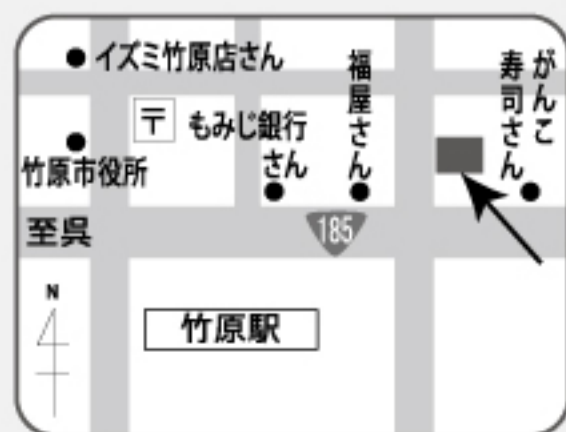 イズミ竹原店さん
〒
もみじ銀行
さん
福屋さん
がんこ
寿司さん
竹原市役所
至呉
185
N
竹原駅